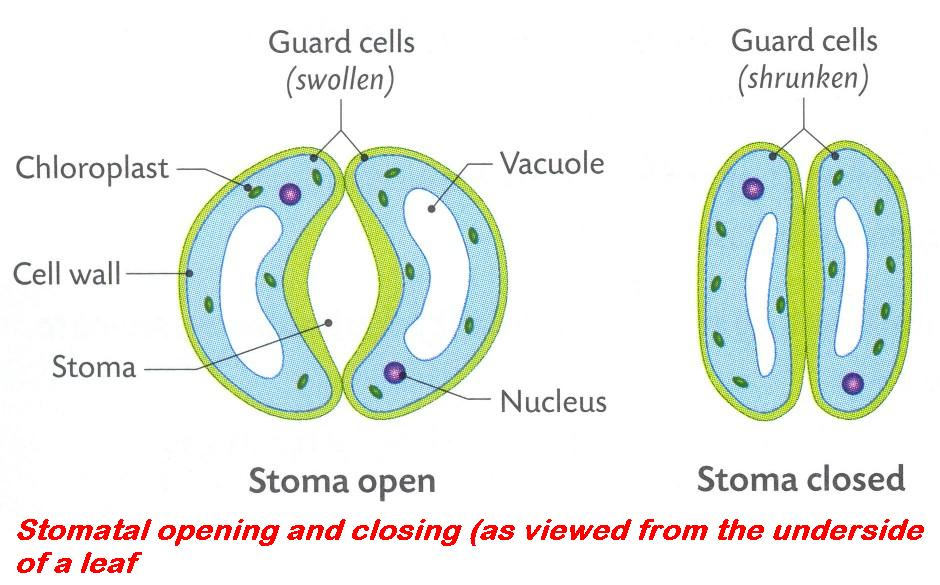 Guard cells
(swollen)
Guard cells
(shrunken)
Chloroplast
Vacuole
Cell wall
Stoma
Nucleus
Stoma open
Stoma closed
Stomatal opening and closing (as viewed from the underside
of a leaf